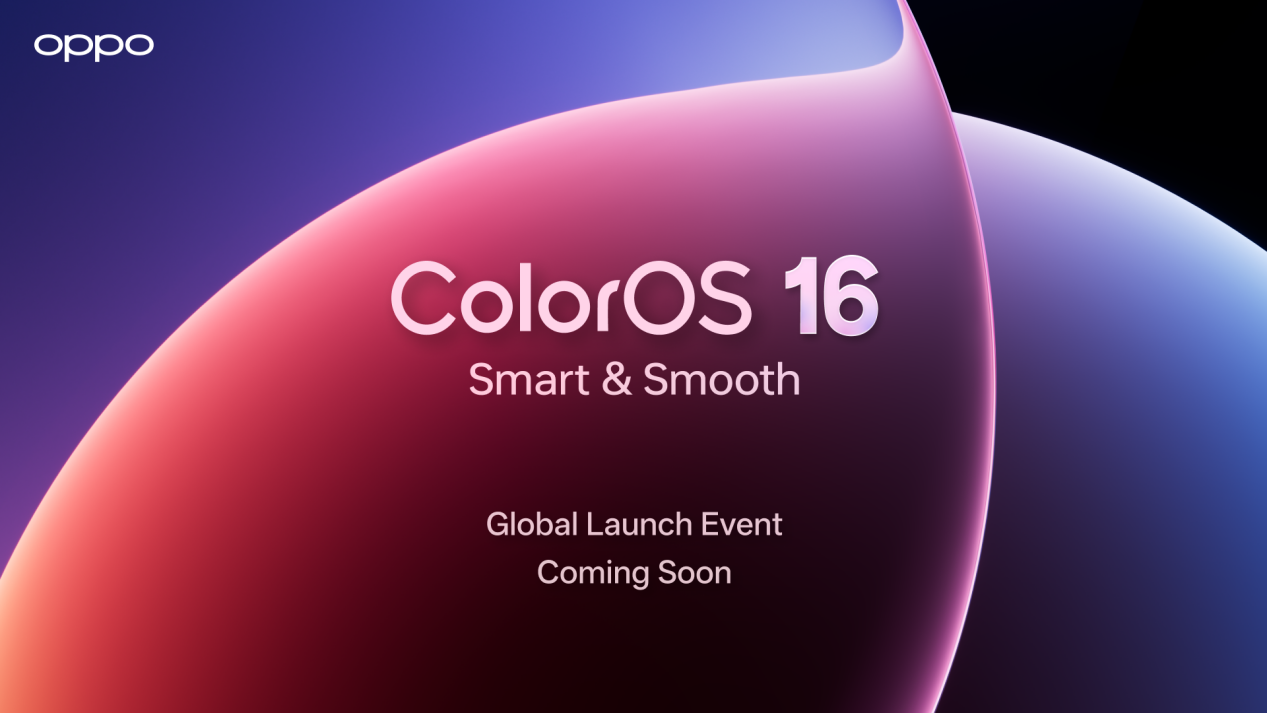 oppo
ColorOS 16
Smart & Smooth
Global Launch Event
Coming Soon